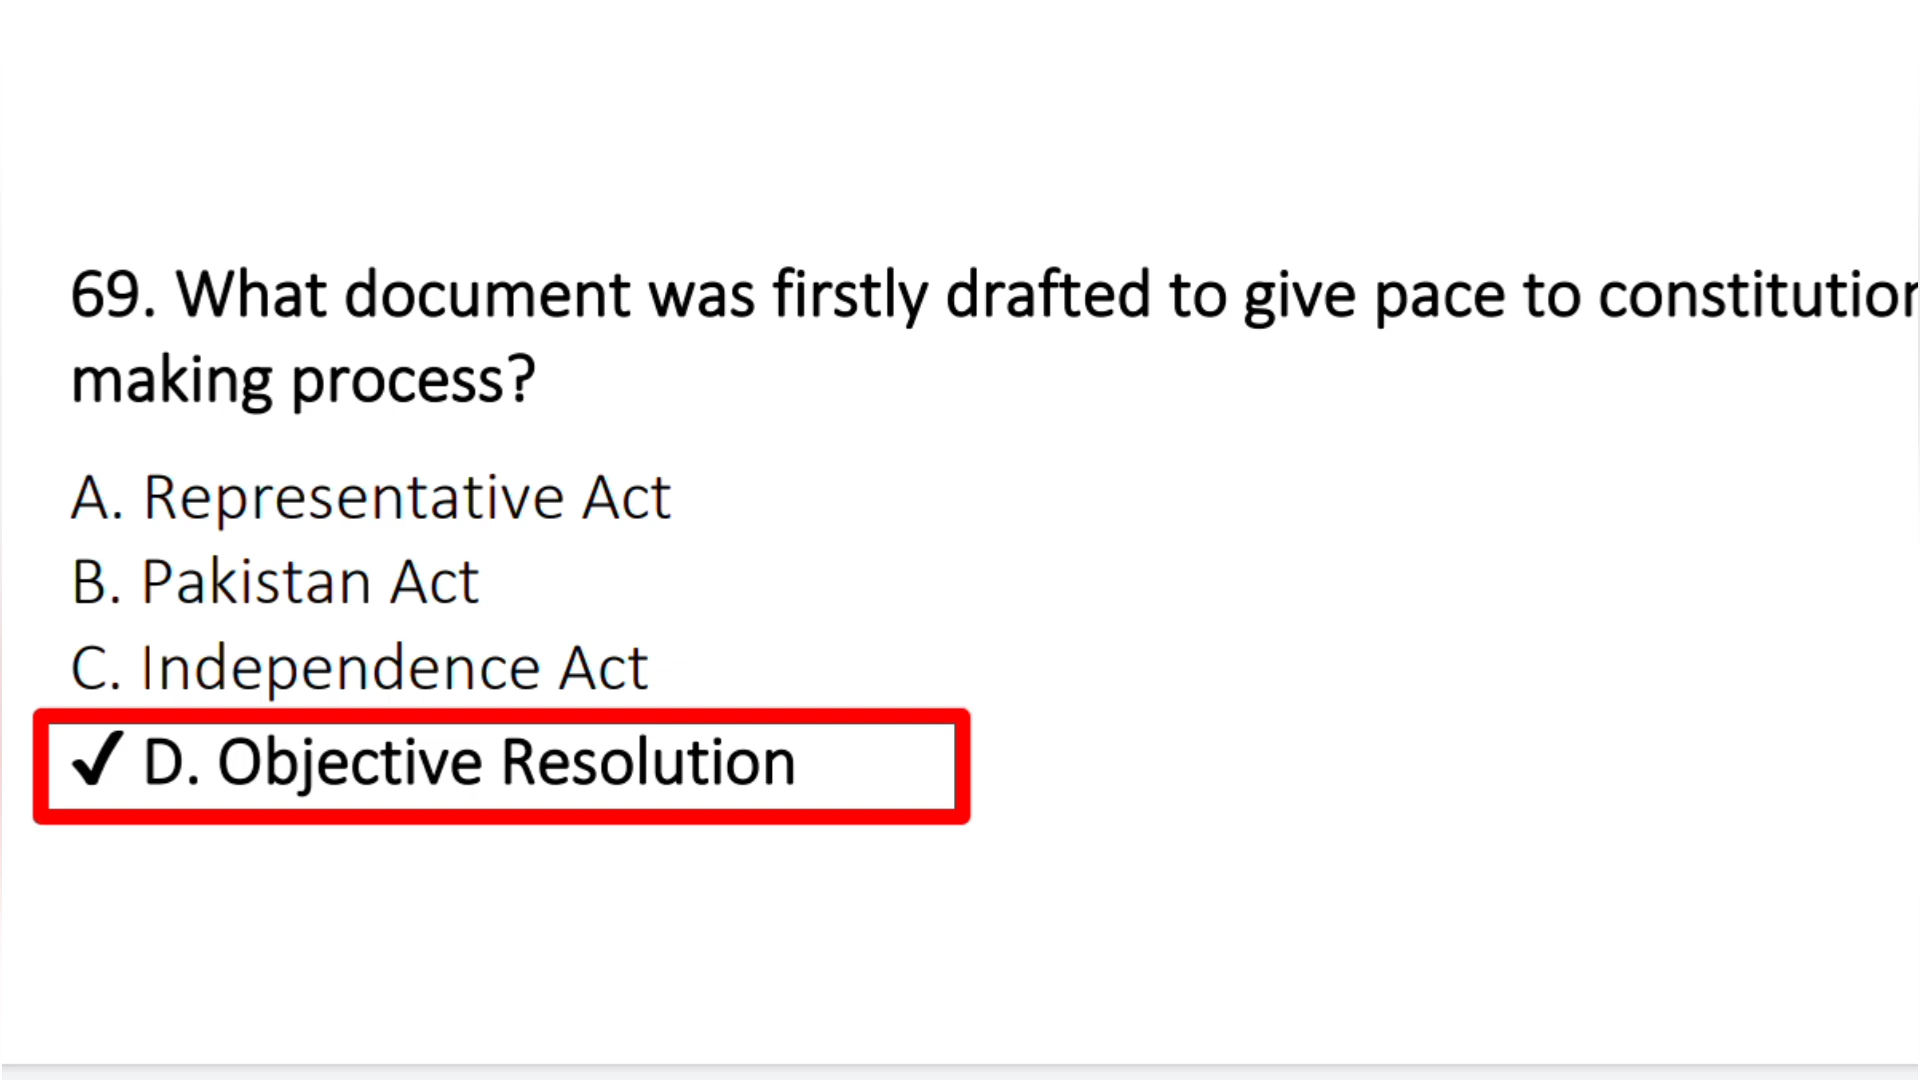 69. What document was firstly drafted to give pace to constitution
making process?
A. Representative Act
B. Pakistan Act
C. Independence Act
✔ D. Objective Resolution